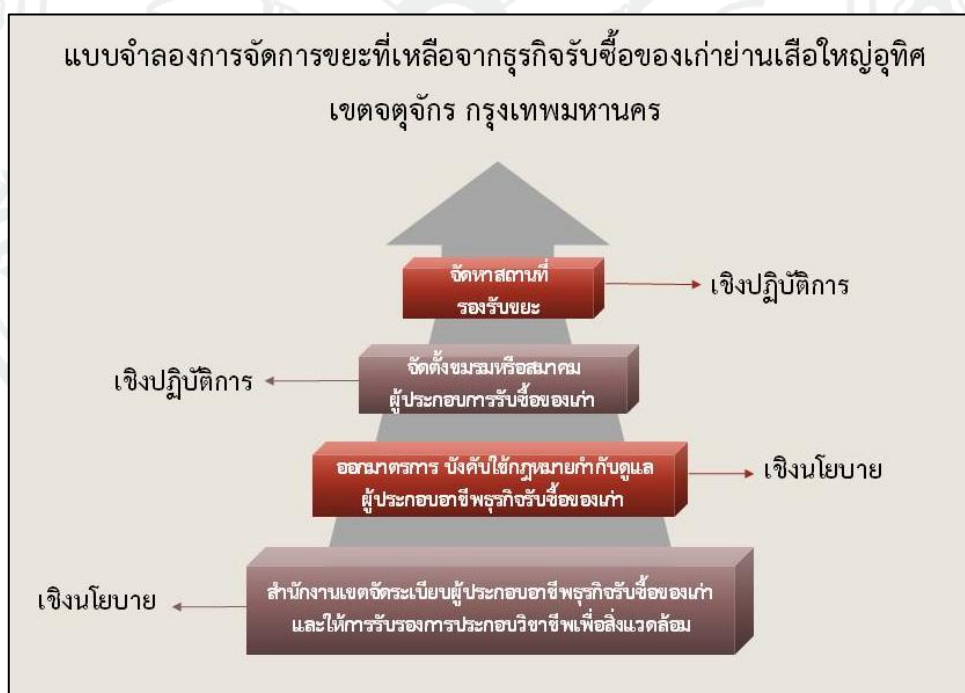 แบบจำลองการจัดการขยะที่เหลือจากธุรกิจรับซื้อของเก่าย่านเสือใหญ่อุทิศ
เขตจตุจักร กรุงเทพมหานคร
จัดหาสถานที่
รองรับขยะ
เชิงปฏิบัติการ
จัดตั้งชมรมหรือสมาคม
ผู้ประกอบการรับซื้อของเก่า
เชิงปฏิบัติการ
ออกมาตรการ บังคับใช้กฎหมายกำกับดูแล
ผู้ประกอบอาชีพธุรกิจรับซื้อของเก่า
เชิงนโยบาย
สำนักงานเขตจัดระเบียบผู้ประกอบอาชีพธุรกิจรับซื้อของเก่า
และให้การรับรองการประกอบวิชาชีพเพื่อสิ่งแวดล้อม
เชิงนโยบาย